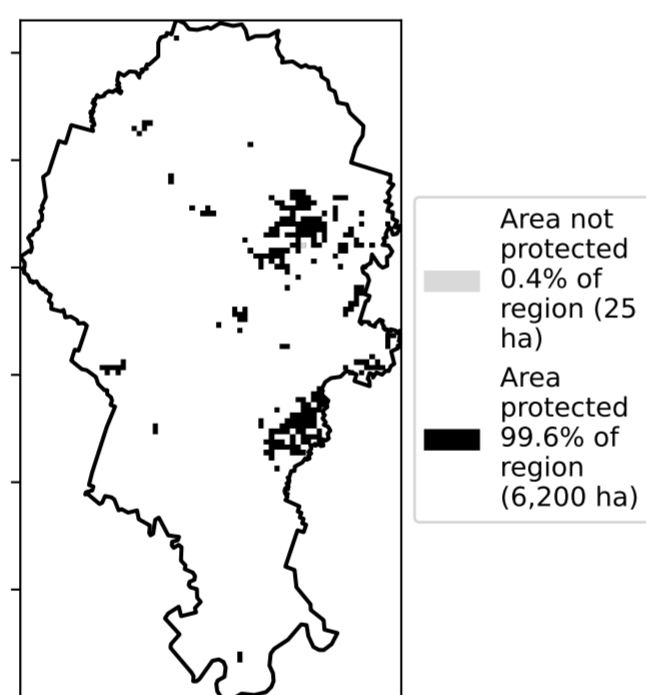 Area not
protected
0.4% of
region (25
ha)
Area
protected
99.6% of
region
(6,200 ha)